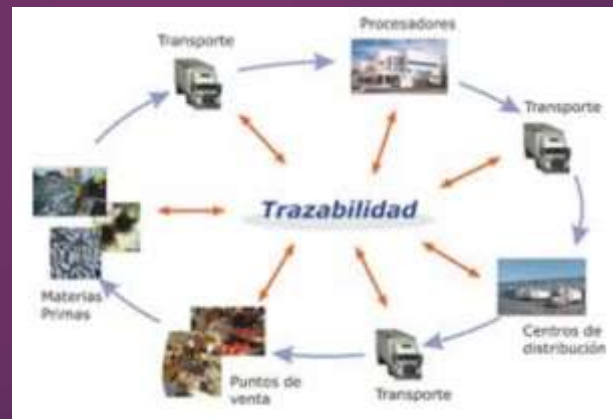 Procesadores
Transporte
Transporte
Trazabilidad
Materias
Primas
Centros de
distribución
Puntos de
venta
Transporte